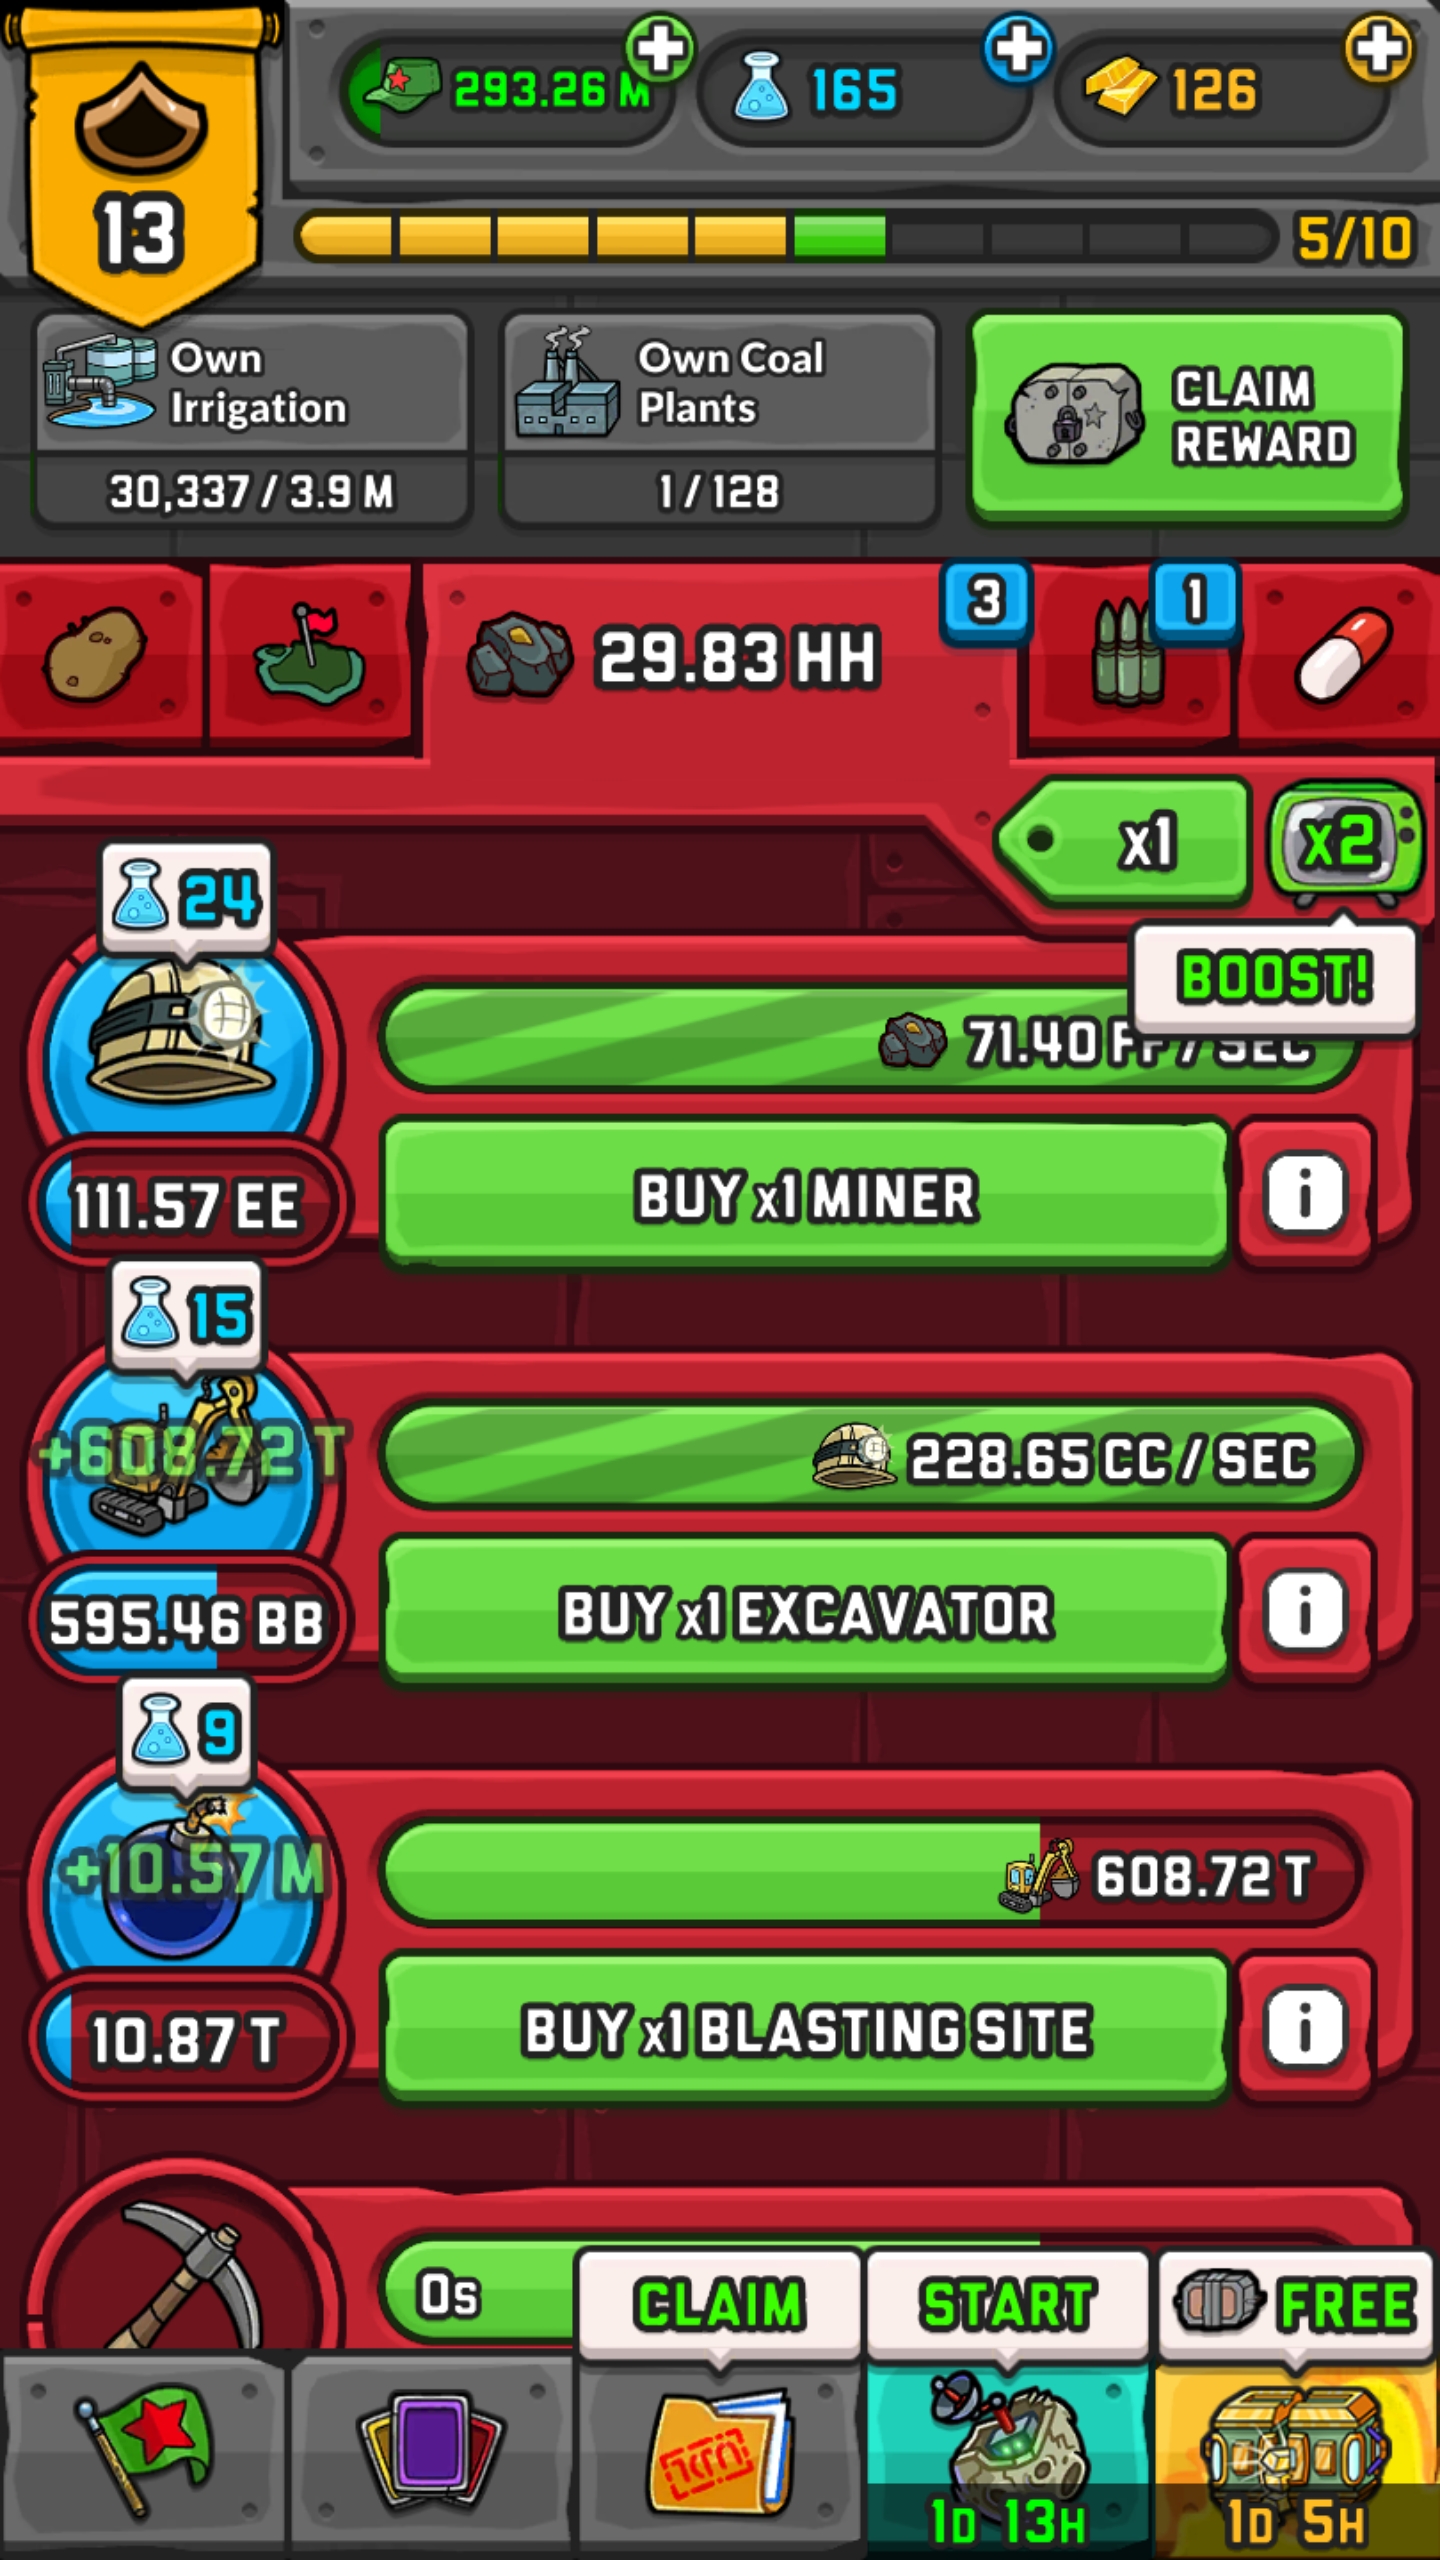 13
293.26 M
165
126
5/10
Own Irrigation
30,337 / 3.9 M
Own Coal Plants
1 / 128
CLAIM REWARD
29.83 HH
3
1
x1
x2
BOOST!
24
71.40 FF / SEC
111.57 EE
BUY x1 MINER
i
15
+608.72 T
228.65 CC / SEC
595.46 BB
BUY x1 EXCAVATOR
i
9
+10.57 M
608.72 T
10.87 T
BUY x1 BLASTING SITE
i
0s
CLAIM
START
FREE
1D 13H
1D 5H